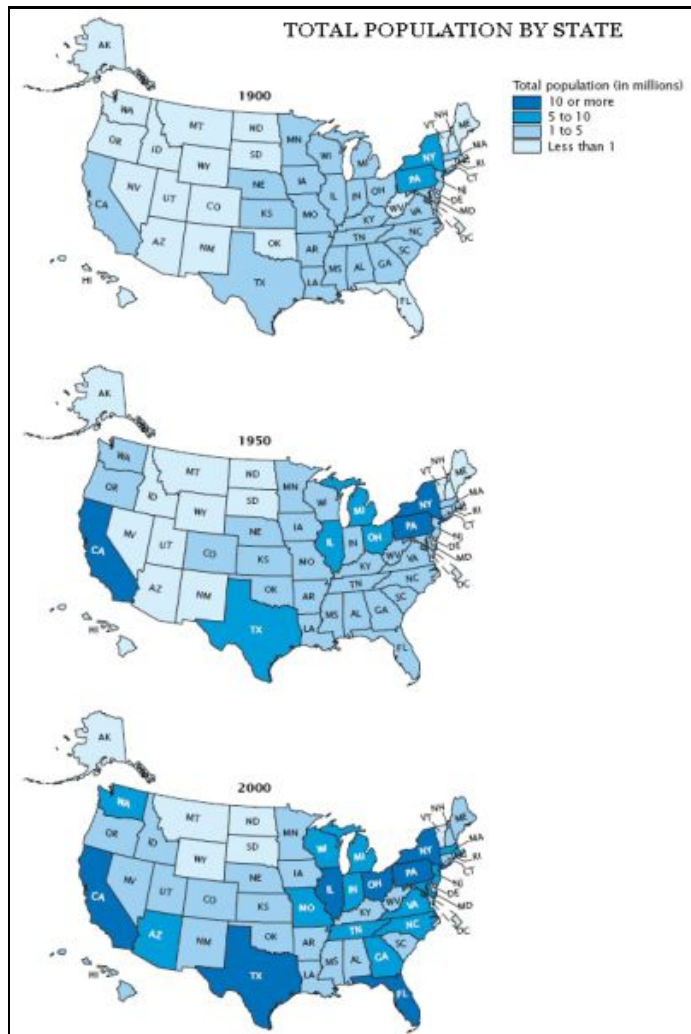 TOTAL POPULATION BY STATE
Total population (in millions)
10 or more
5 to 10
1 to 5
Less than 1
1900
AK
WA
MT
ND
MN
OR
ID
WY
SD
WI
MI
VT
NH
ME
NY
MA
RI
CT
NJ
PA
CA
NV
UT
CO
NE
KS
IA
MO
IL
IN
OH
WV
VA
DE
MD
DC
KY
TN
NC
SC
AZ
NM
OK
AR
TX
LA
MS
AL
GA
FL
HI
1950
AK
WA
MT
ND
MN
OR
ID
WY
SD
WI
MI
VT
NH
ME
NY
MA
RI
CT
NJ
PA
CA
NV
UT
CO
NE
KS
IA
MO
IL
IN
OH
WV
VA
DE
MD
DC
KY
TN
NC
SC
AZ
NM
OK
AR
TX
LA
MS
AL
GA
FL
HI
2000
AK
WA
MT
ND
MN
OR
ID
WY
SD
WI
MI
VT
NH
ME
NY
MA
RI
CT
NJ
PA
CA
NV
UT
CO
NE
KS
IA
MO
IL
IN
OH
WV
VA
DE
MD
DC
KY
TN
NC
SC
AZ
NM
OK
AR
TX
LA
MS
AL
GA
FL
HI